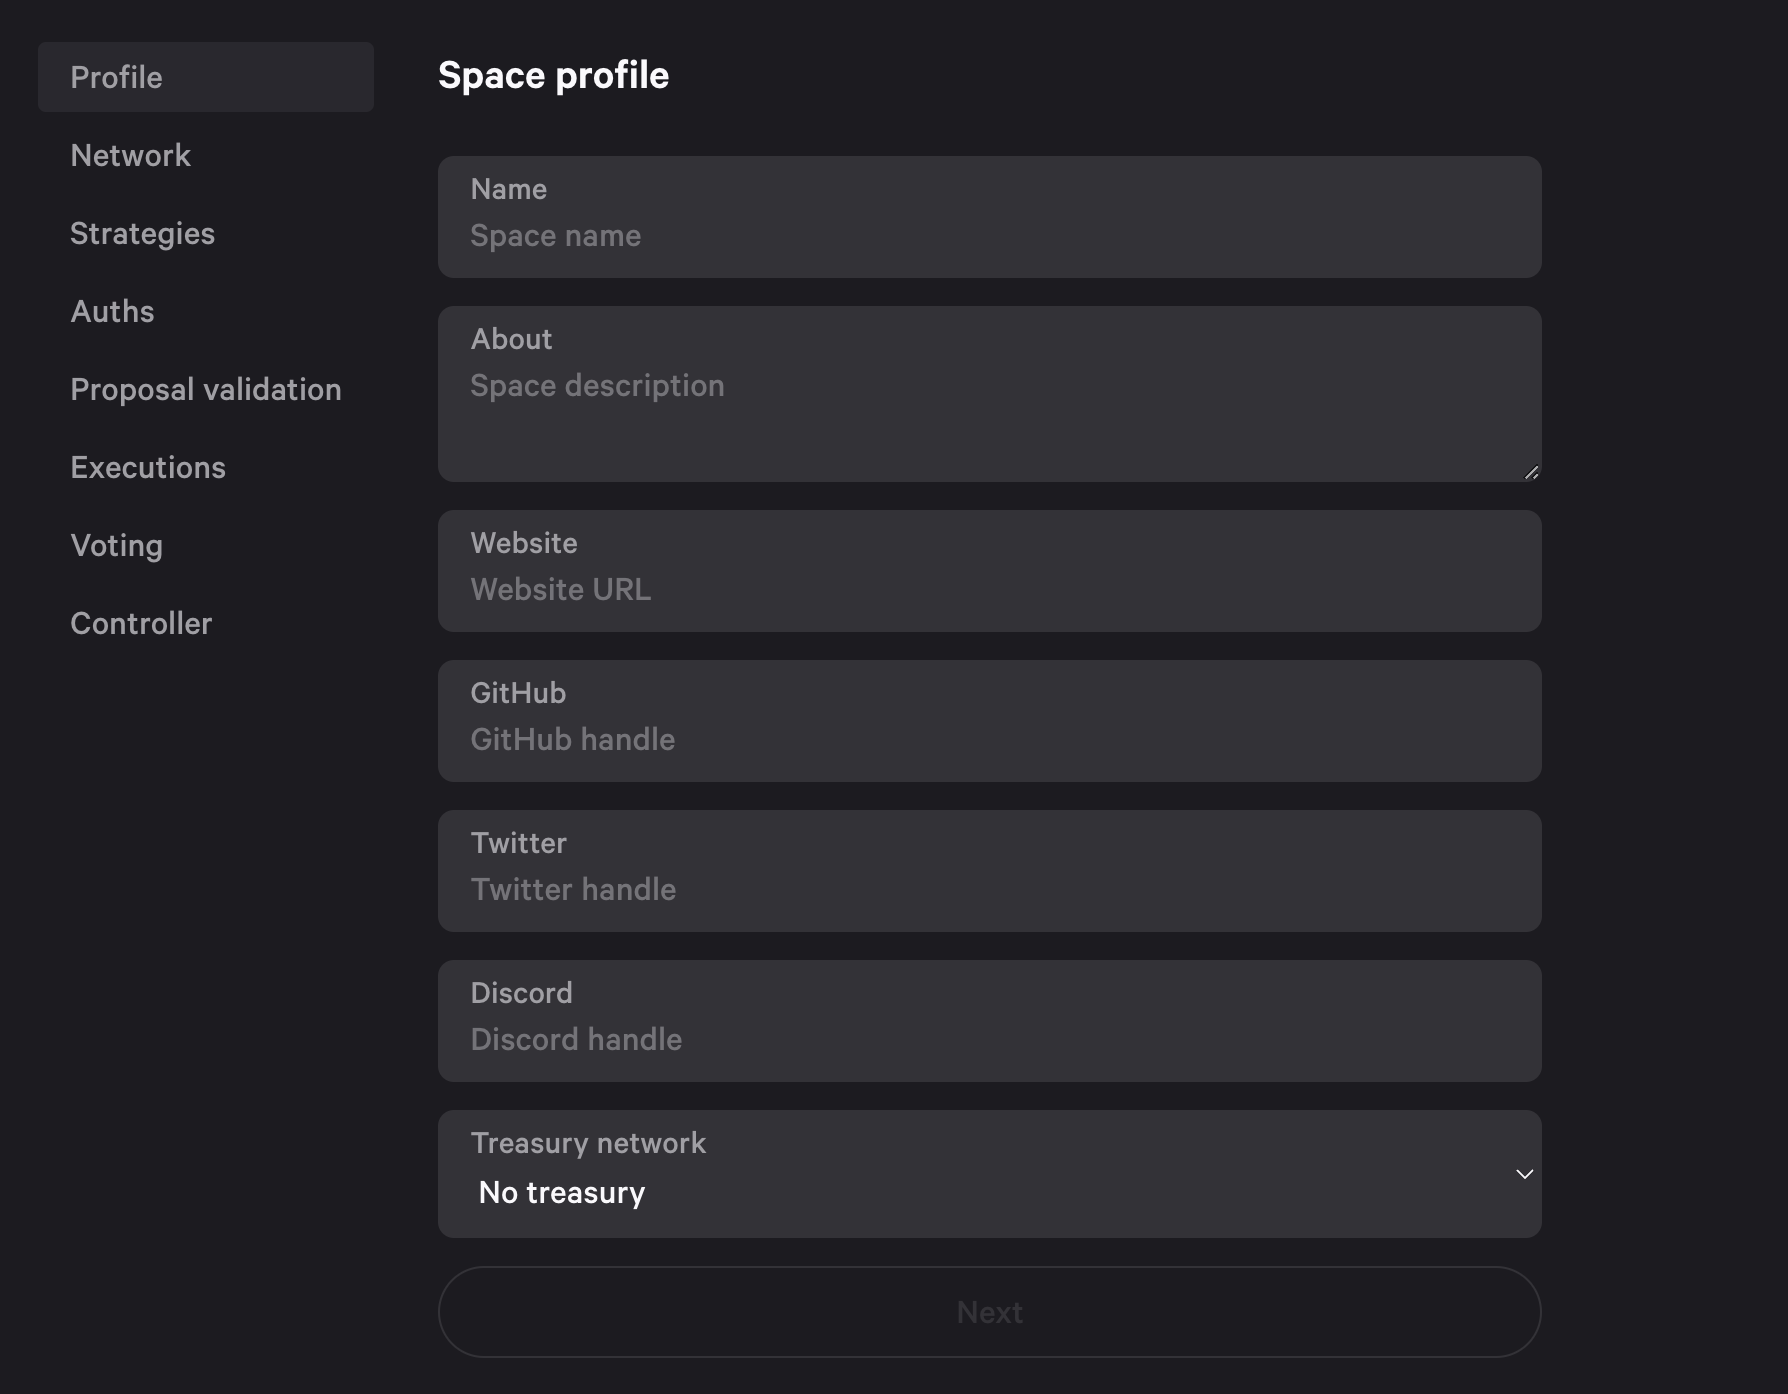 Profile
Network
Strategies
Auths
Proposal validation
Executions
Voting
Controller
Space profile
Name
Space name
About
Space description
Website
Website URL
GitHub
GitHub handle
Twitter
Twitter handle
Discord
Discord handle
Treasury network
No treasury
Next